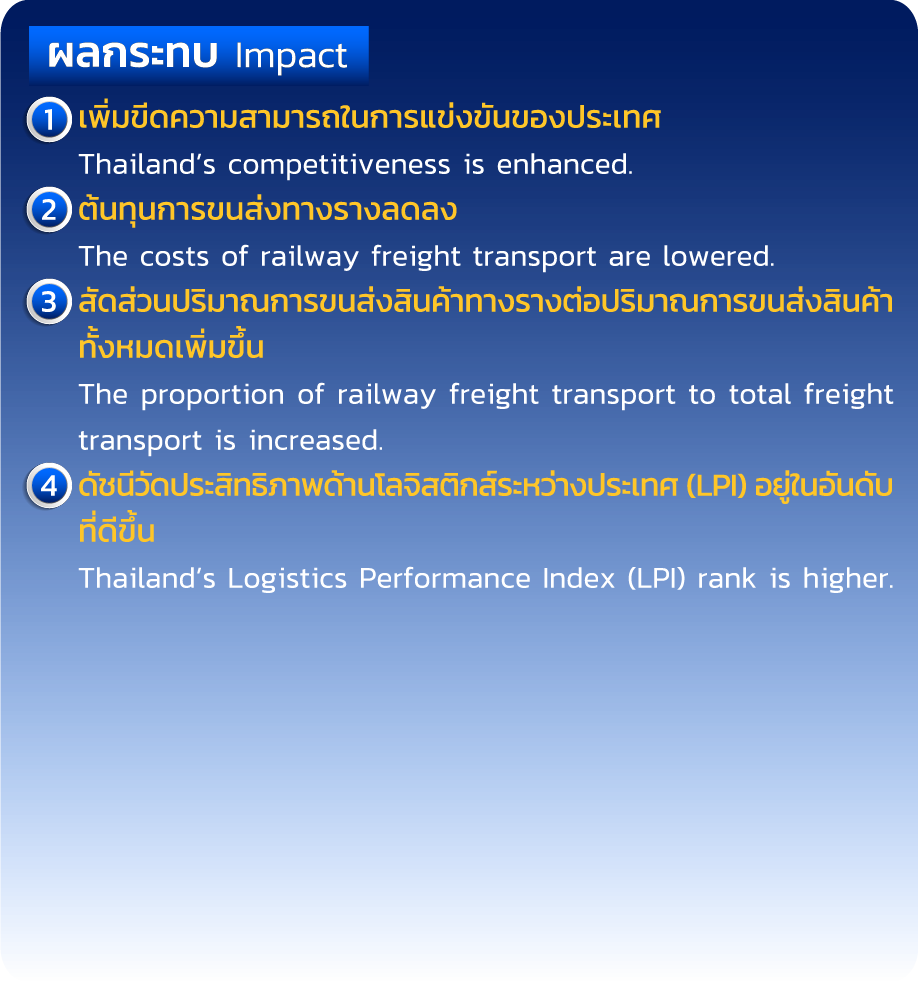 ผลกระทบ Impact
1 เพิ่มขีดความสามารถในการแข่งขันของประเทศ
Thailand's competitiveness is enhanced.
2 ต้นทุนการขนส่งทางรางลดลง
The costs of railway freight transport are lowered.
3 สัดส่วนปริมาณการขนส่งสินค้าทางรางต่อปริมาณการขนส่งสินค้า
ทั้งหมดเพิ่มขึ้น
The proportion of railway freight transport to total freight
transport is increased.
4 ดัชนีวัดประสิทธิภาพด้านโลจิสติกส์ระหว่างประเทศ (LPI) อยู่ในอันดับ
ที่ดีขึ้น
Thailand's Logistics Performance Index (LPI) rank is higher.